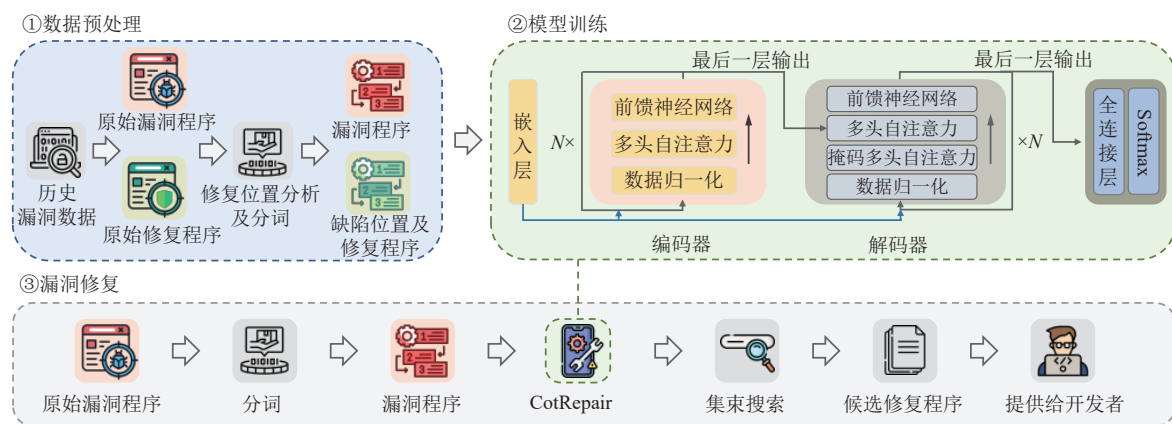 ①数据预处理
原始漏洞程序
漏洞程序
历史
漏洞数据
原始修复程序
修复位置分析
及分词
缺陷位置及
修复程序
②模型训练
最后一层输出
最后一层输出
嵌入层
N×
前馈神经网络
多头自注意力
数据归一化
编码器
前馈神经网络
多头自注意力
掩码多头自注意力
数据归一化
×N
解码器
全连接层
Softmax
③漏洞修复
原始漏洞程序
分词
漏洞程序
CotRepair
集束搜索
候选修复程序
提供给开发者